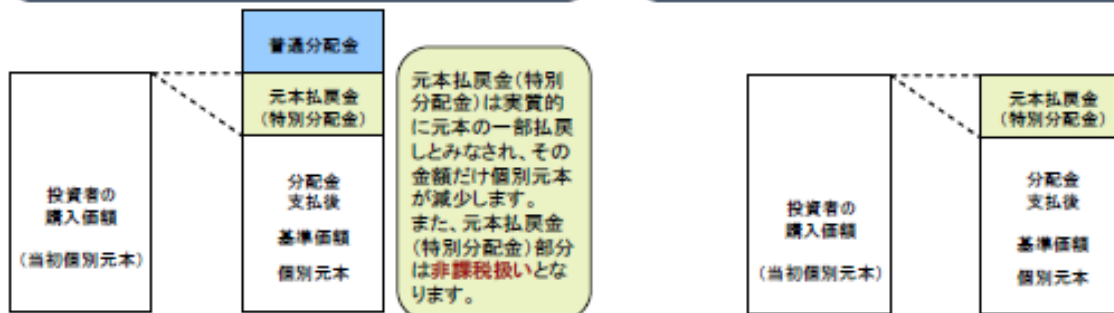 普通分配金
元本払戻金
(特別分配金)
投資者の
購入価額
(当初個別元本)
分配金
支払後
基準価額
個別元本
元本払戻金(特別
分配金)は実質的
に元本の一部払戻
しとみなされ、その
金額だけ個別元本
が減少します。
また、元本払戻金
(特別分配金)部分
は非課税扱いとな
ります。
投資者の
購入価額
(当初個別元本)
元本払戻金
(特別分配金)
分配金
支払後
基準価額
個別元本